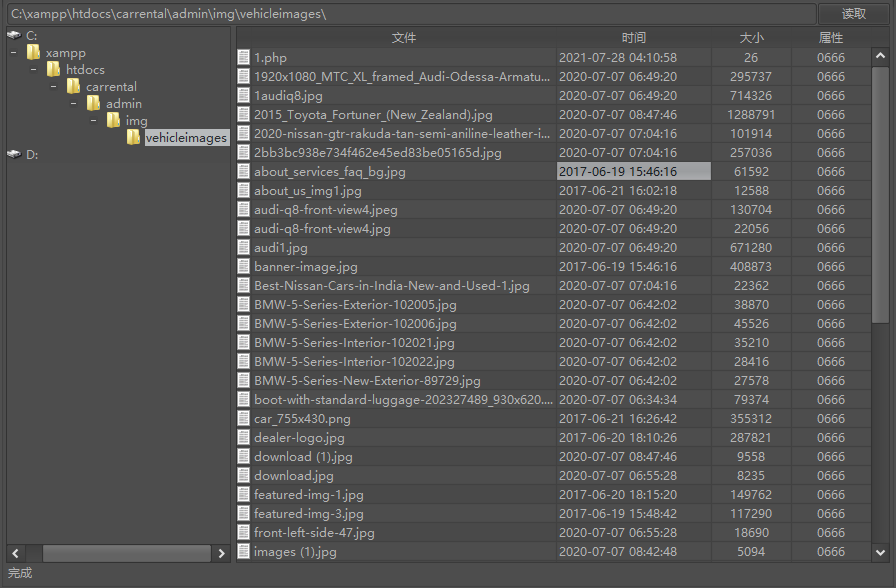 C:\xampp\htdocs\carrental\admin\img\vehicleimages\ 读取
C:
xampp
htdocs
carrental
admin
img
vehicleimages
D:
文件 时间 大小 属性
1.php 2021-07-28 04:10:58 26 0666
1920x1080_MTC_XL_framed_Audi-Odessa-Armatu... 2020-07-07 06:49:20 295737 0666
1audiq8.jpg 2020-07-07 06:49:20 714326 0666
2015_Toyota_Fortuner_(New_Zealand).jpg 2020-07-07 08:47:46 1288791 0666
2020-nissan-gtr-rakuda-tan-semi-aniline-leather-i... 2020-07-07 07:04:16 101914 0666
2bb3bc938e734f462e45ed83be05165d.jpg 2020-07-07 07:04:16 257036 0666
about_services_faq_bg.jpg 2017-06-19 15:46:16 61592 0666
about_us_img1.jpg 2017-06-21 16:02:18 12588 0666
audi-q8-front-view4.jpeg 2020-07-07 06:49:20 130704 0666
audi-q8-front-view4.jpg 2020-07-07 06:49:20 22056 0666
audi1.jpg 2020-07-07 06:49:20 671280 0666
banner-image.jpg 2017-06-19 15:46:16 408873 0666
Best-Nissan-Cars-in-India-New-and-Used-1.jpg 2020-07-07 07:04:16 22362 0666
BMW-5-Series-Exterior-102005.jpg 2020-07-07 06:42:02 38870 0666
BMW-5-Series-Exterior-102006.jpg 2020-07-07 06:42:02 45526 0666
BMW-5-Series-Interior-102021.jpg 2020-07-07 06:42:02 35210 0666
BMW-5-Series-Interior-102022.jpg 2020-07-07 06:42:02 28416 0666
BMW-5-Series-New-Exterior-89729.jpg 2020-07-07 06:42:02 27578 0666
boot-with-standard-luggage-202327489_930x620.... 2020-07-07 06:34:34 79374 0666
car_755x430.png 2017-06-21 16:26:42 355312 0666
dealer-logo.jpg 2017-06-20 18:10:26 287821 0666
download (1).jpg 2020-07-07 08:47:46 9558 0666
download.jpg 2020-07-07 06:55:28 8235 0666
featured-img-1.jpg 2017-06-20 18:15:20 149762 0666
featured-img-3.jpg 2017-06-19 15:48:42 117290 0666
front-left-side-47.jpg 2020-07-07 06:55:28 18690 0666
images (1).jpg 2020-07-07 08:42:48 5094 0666
完成